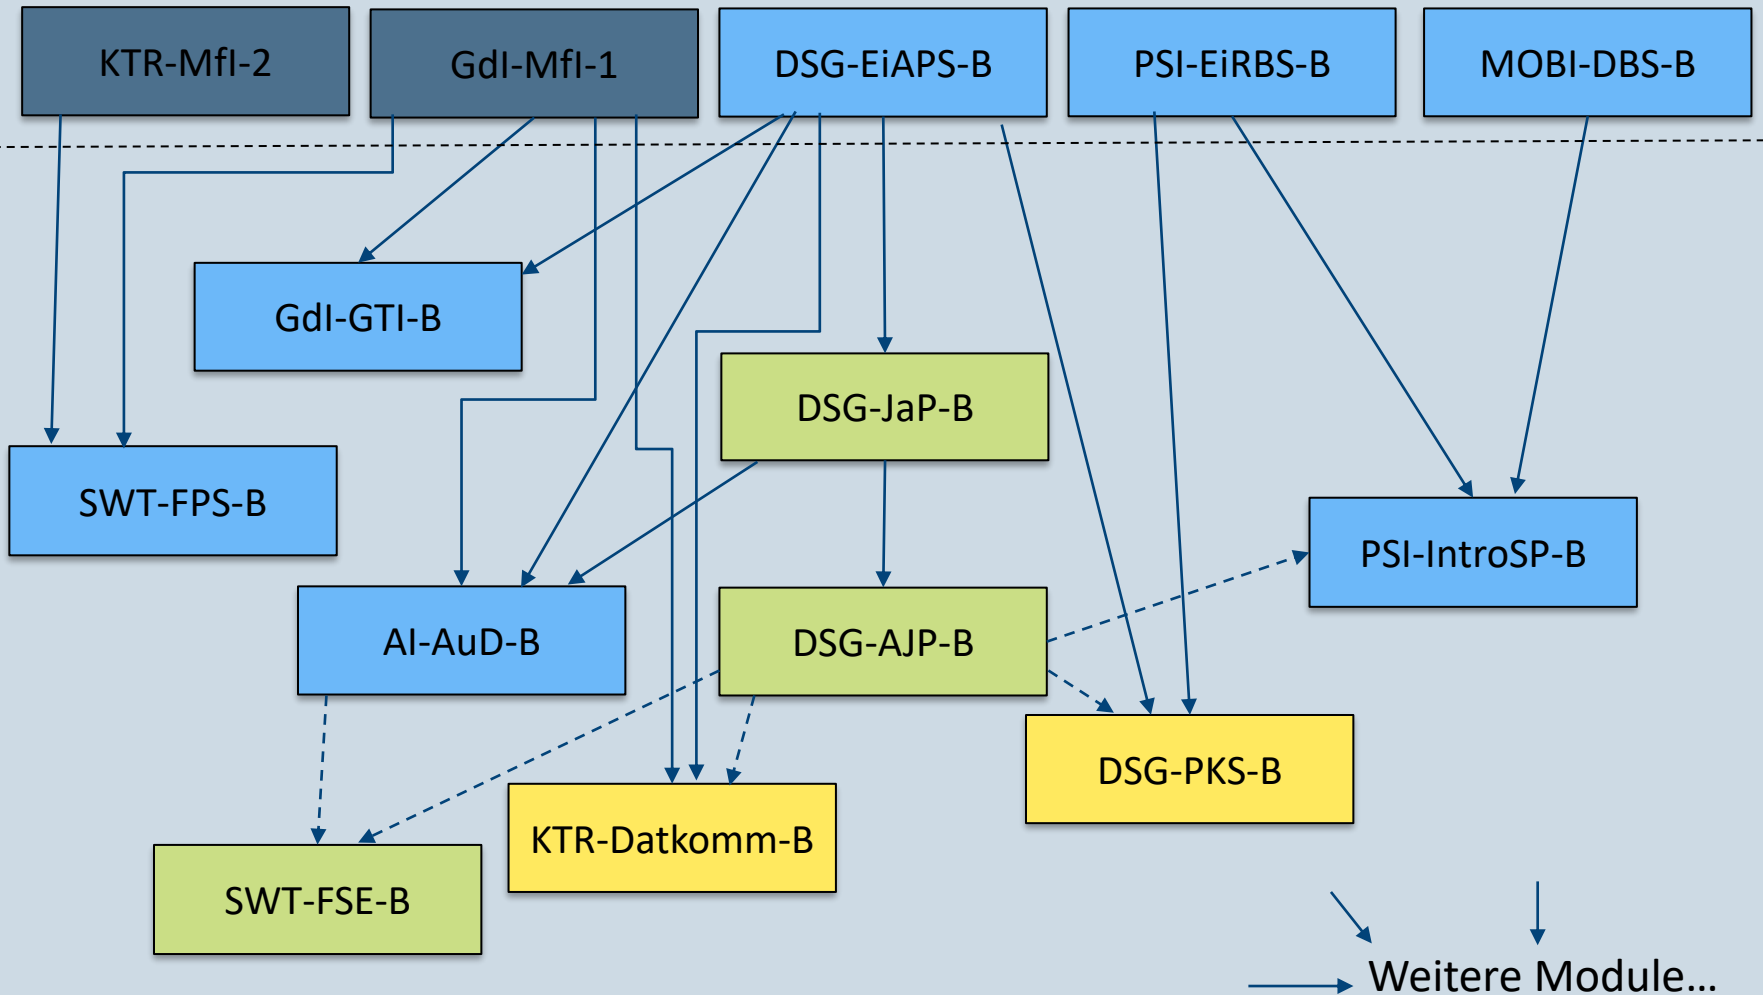 KTR-MfI-2
GdI-MfI-1
DSG-EiAPS-B
PSI-EiRBS-B
MOBI-DBS-B
GdI-GTI-B
DSG-JaP-B
SWT-FPS-B
PSI-IntroSP-B
AI-AuD-B
DSG-AJP-B
DSG-PKS-B
KTR-Datkomm-B
SWT-FSE-B
Weitere Module...